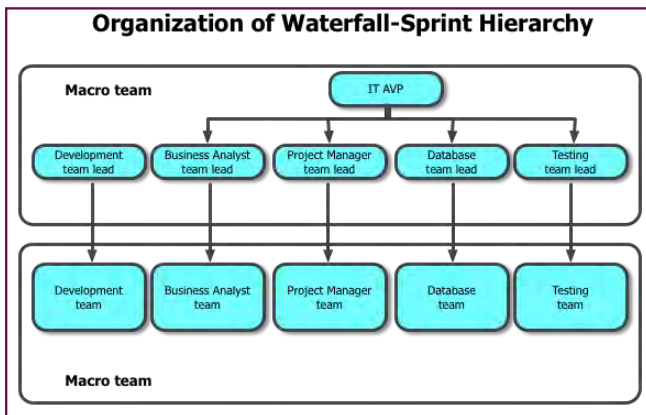 Organization of Waterfall-Sprint Hierarchy
Macro team
IT AVP
Development
team lead
Business Analyst
team lead
Project Manager
team lead
Database
team lead
Testing
team lead
Development
team
Business Analyst
team
Project Manager
team
Database
team
Testing
team
Macro team